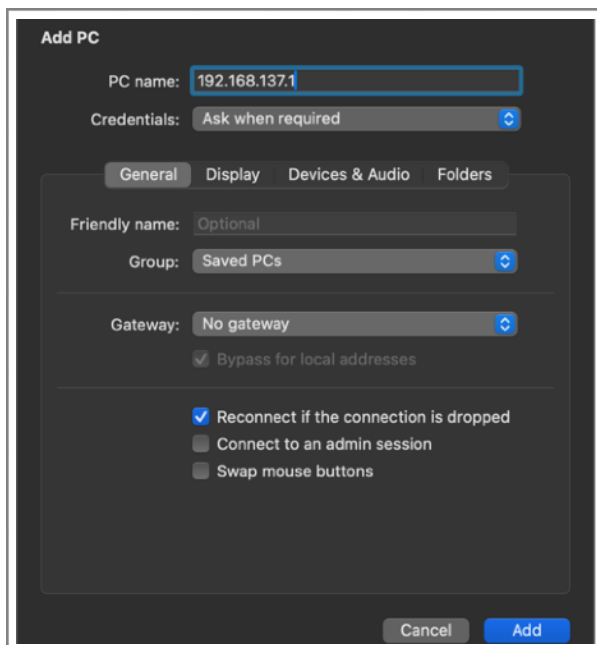 Add PC
PC name: 192.168.137.1
Credentials: Ask when required
General Display Devices & Audio Folders
Friendly name: Optional
Group: Saved PCs
Gateway: No gateway
Bypass for local addresses
Reconnect if the connection is dropped
Connect to an admin session
Swap mouse buttons
Cancel Add